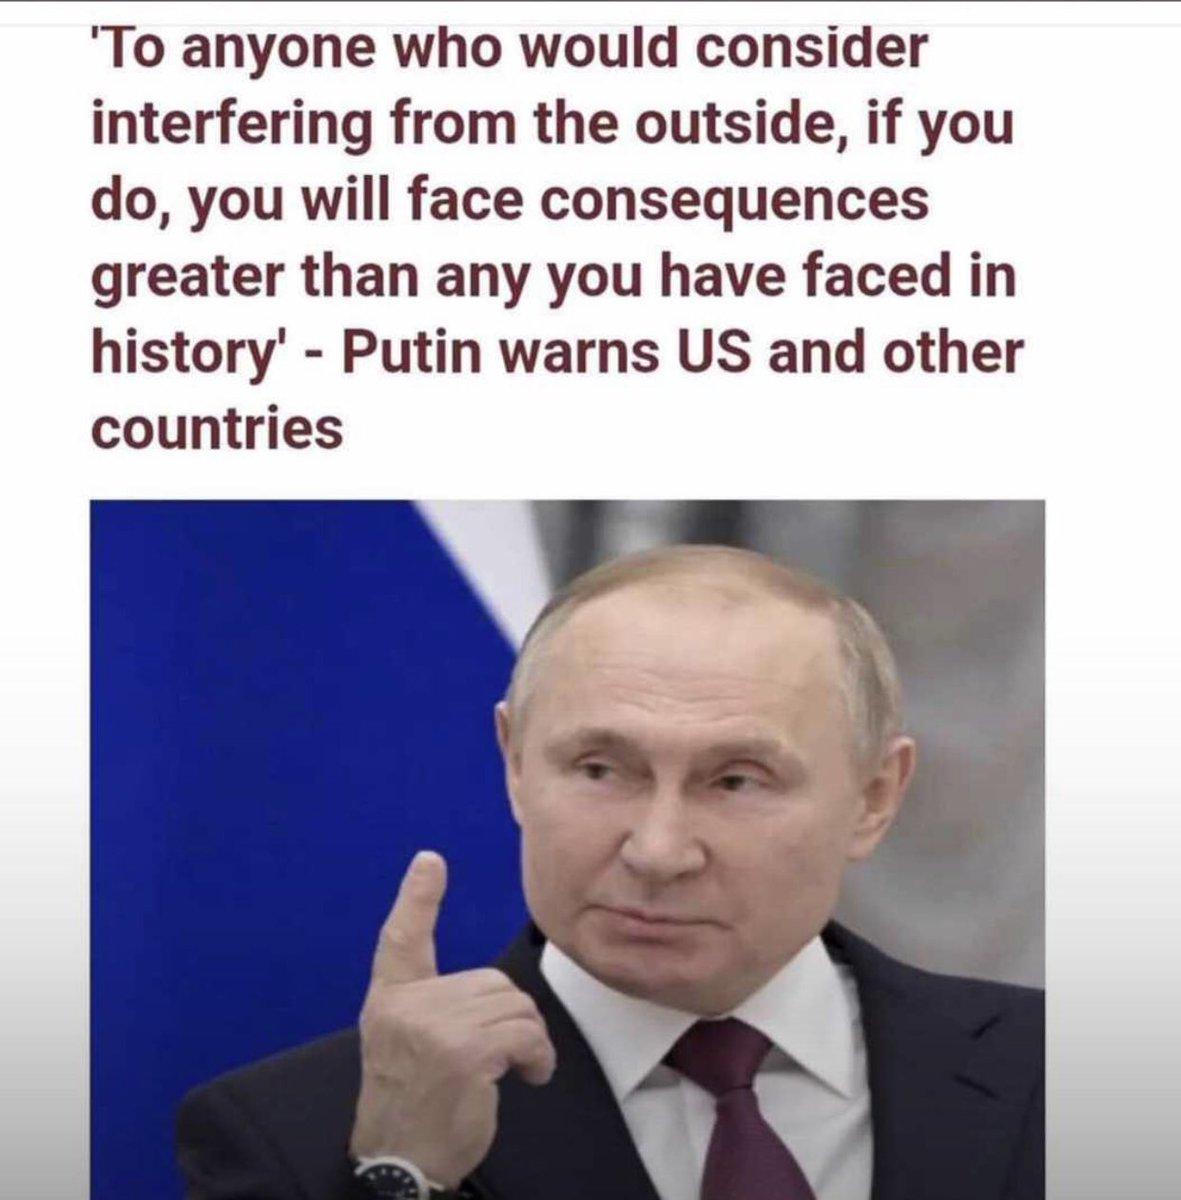 'To anyone who would consider
interfering from the outside, if you
do, you will face consequences
greater than any you have faced in
history' - Putin warns US and other
countries